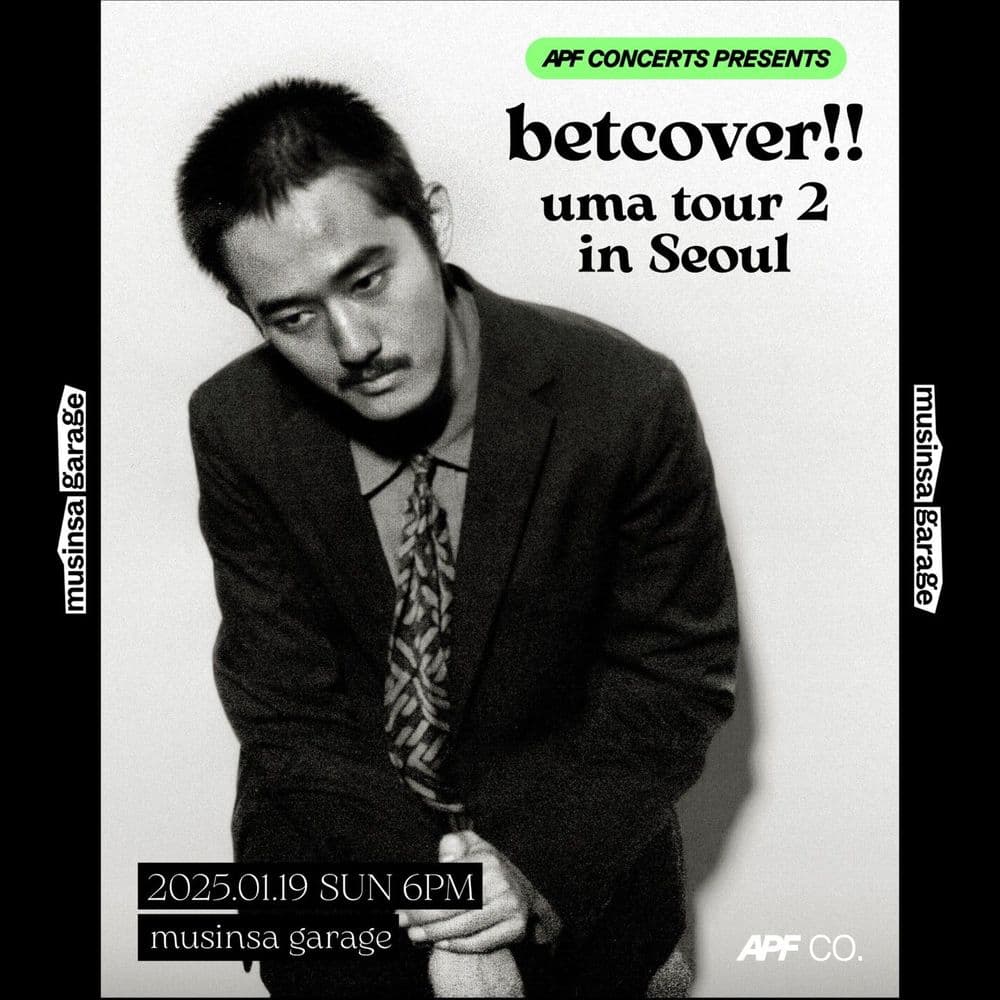 APF CONCERTS PRESENTS
betcover!!
uma tour 2
in Seoul
musinsa garage
musinsa garage
2025.01.19 SUN 6PM
musinsa garage
APF CO.